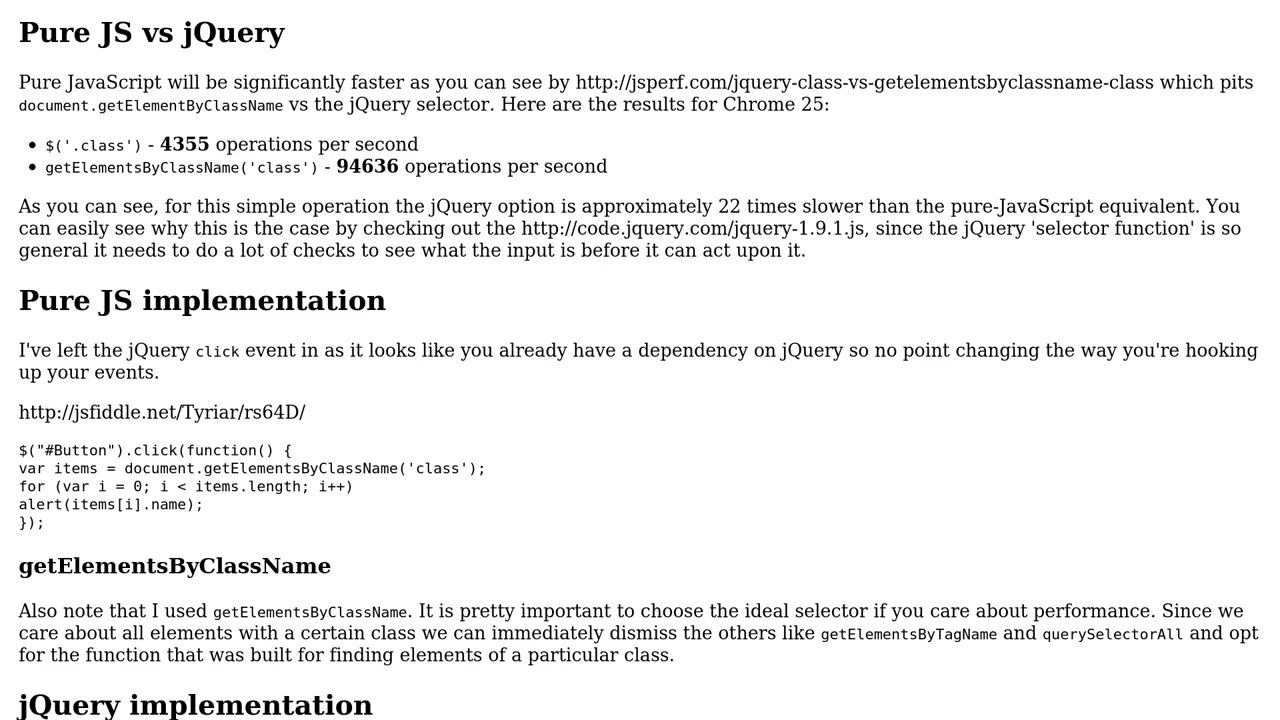 Pure JS vs jQuery
Pure JavaScript will be significantly faster as you can see by http://jsperf.com/jquery-class-vs-getelementsbyclassname-class which pits
document.getElementByClassName vs the jQuery selector. Here are the results for Chrome 25:
• $('.class') - 4355 operations per second
• getElementsByClassName('class') - 94636 operations per second
As you can see, for this simple operation the jQuery option is approximately 22 times slower than the pure-JavaScript equivalent. You
can easily see why this is the case by checking out the http://code.jquery.com/jquery-1.9.1.js, since the jQuery 'selector function' is so
general it needs to do a lot of checks to see what the input is before it can act upon it.
Pure JS implementation
I've left the jQuery click event in as it looks like you already have a dependency on jQuery so no point changing the way you're hooking
up your events.
http://jsfiddle.net/Tyriar/rs64D/
$("#Button").click(function() {
var items = document.getElementsByClassName('class');
for (var i = 0; i < items.length; i++)
alert(items[i].name);
});
getElementsByClassName
Also note that I used getElementsByClassName. It is pretty important to choose the ideal selector if you care about performance. Since we
care about all elements with a certain class we can immediately dismiss the others like getElementsByTagName and querySelectorAll and opt
for the function that was built for finding elements of a particular class.
jQuery implementation